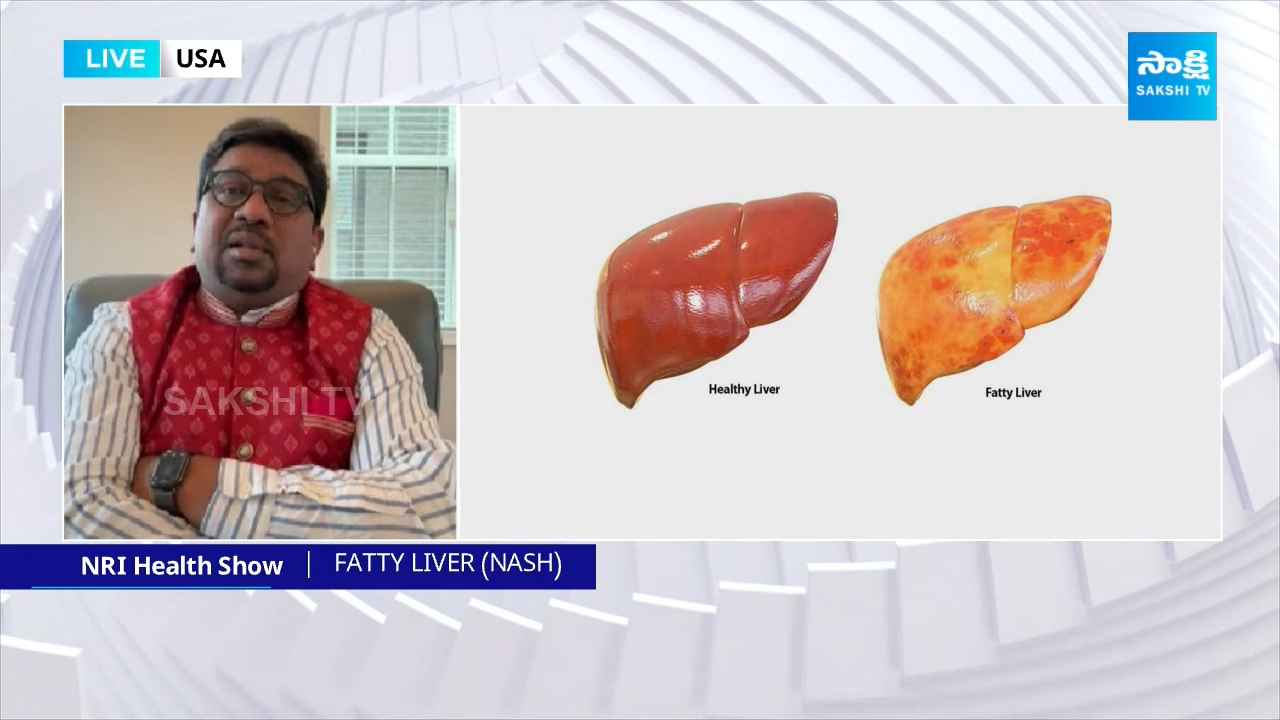 LIVE USA
సాక్షి
SAKSHI TV
SAKSHI TV
Healthy Liver
Fatty Liver
NRI Health Show | FATTY LIVER (NASH)